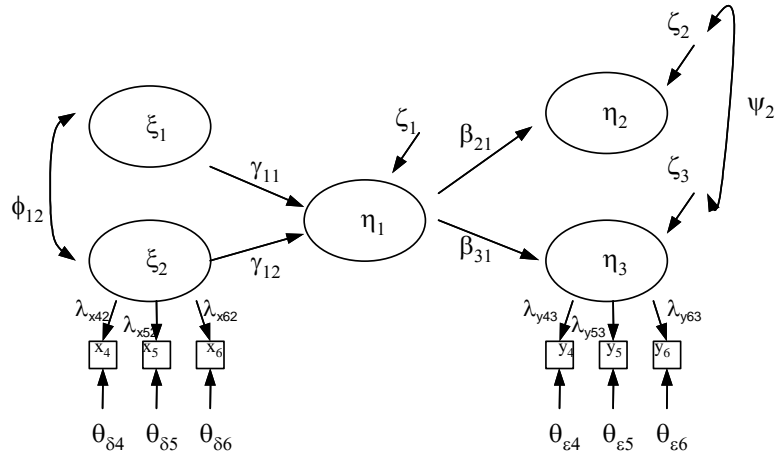 ζ₂
ξ₁
ζ₁
β₂₁
η₂
ψ₂
γ₁₁
ζ₃
ϕ₁₂
η₁
ξ₂
γ₁₂
β₃₁
η₃
λx42
λx52
λx62
λy43
λy53
λy63
x₄
x₅
x₆
y₄
y₅
y₆
θδ4
θδ5
θδ6
θε4
θε5
θε6